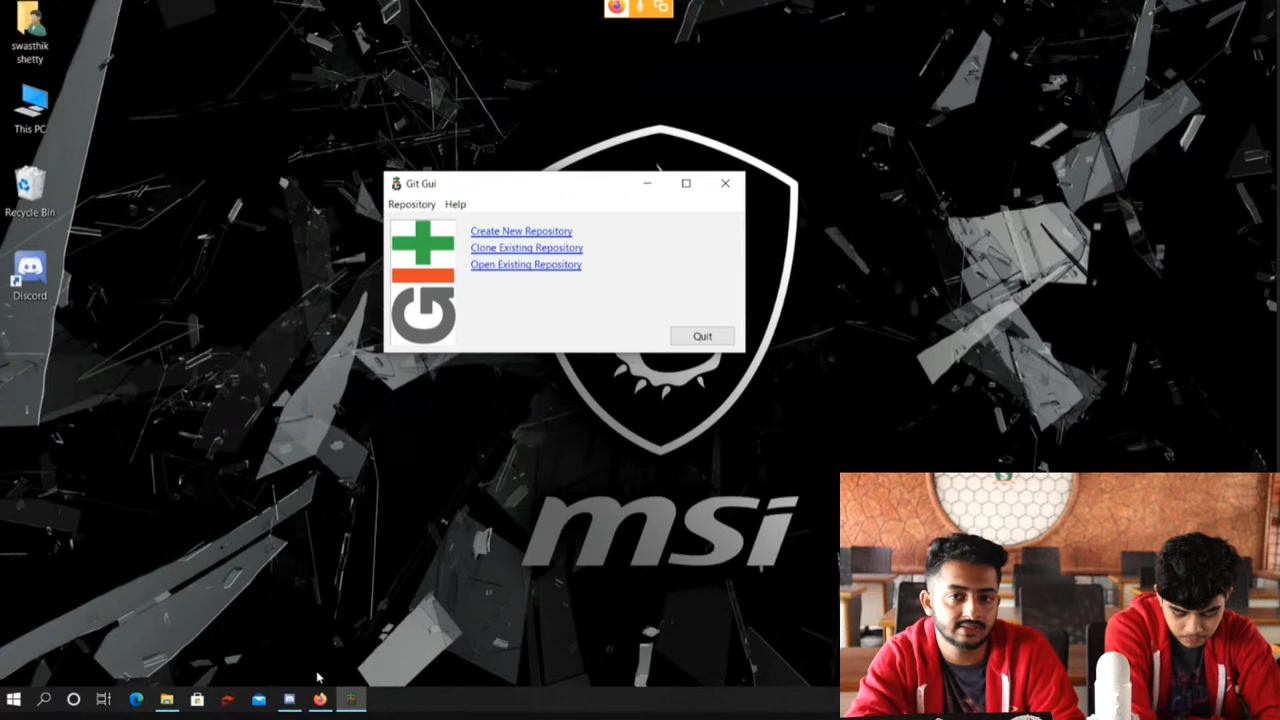 swasthik
shetty
This PC
Recycle Bin
Discord
Git Gui
Repository Help
Create New Repository
Clone Existing Repository
Open Existing Repository
GIT
Quit
msi